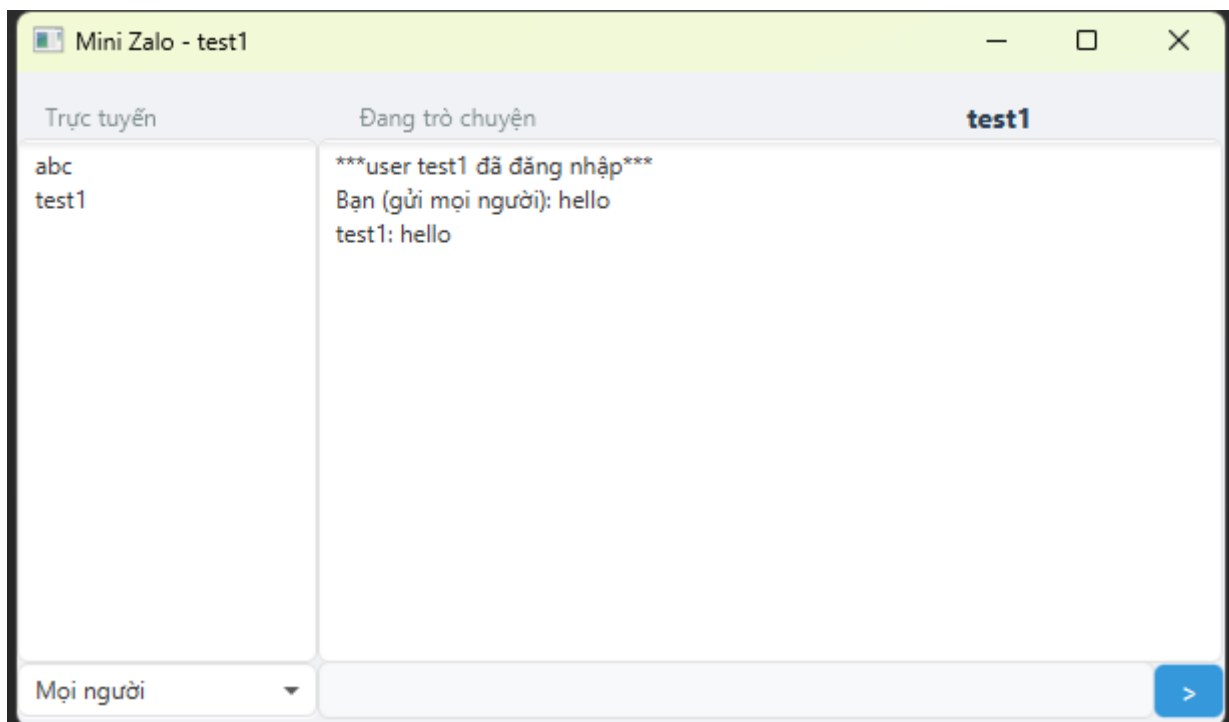 Mini Zalo - test1
Trực tuyến
Đang trò chuyện
test1
abc
test1
***user test1 đã đăng nhập***
Bạn (gửi mọi người): hello
test1: hello
Mọi người
>